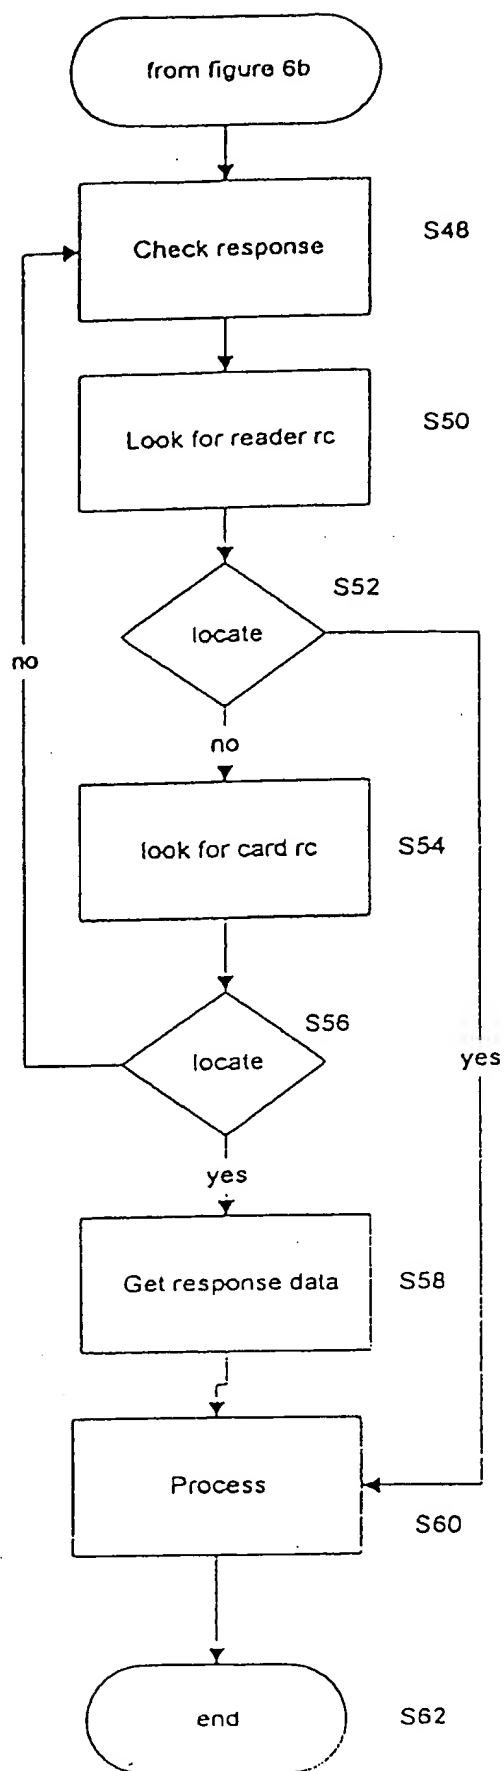 from figure 6b
Check response
S48
Look for reader rc
S50
S52
locate
no
no
look for card rc
S54
S56
locate
yes
yes
Get response data
S58
Process
S60
end
S62